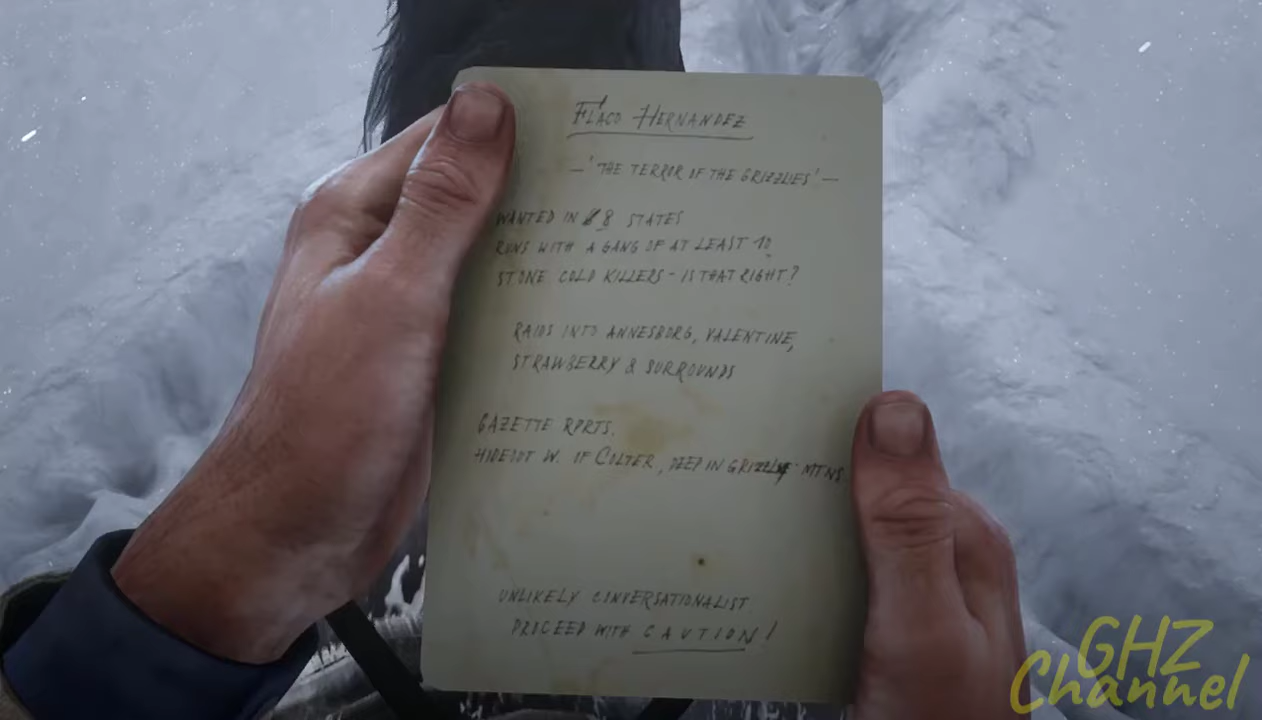 FLACO HERNANDEZ
—'THE TERROR OF THE GRIZZLIES'—
WANTED IN 8 STATES
RUNS WITH A GANG OF AT LEAST 10
STONE COLD KILLERS - IS THAT RIGHT?
RAIDS INTO ANNESBURG, VALENTINE,
STRAWBERRY & SURROUNDS
GAZETTE RPRTS.
HIDEOUT W. OF COLTER, DEEP IN GRIZZLY MTNS
UNLIKELY CONVERSATIONALIST
PROCEED WITH CAUTION!
GHZ
Channel